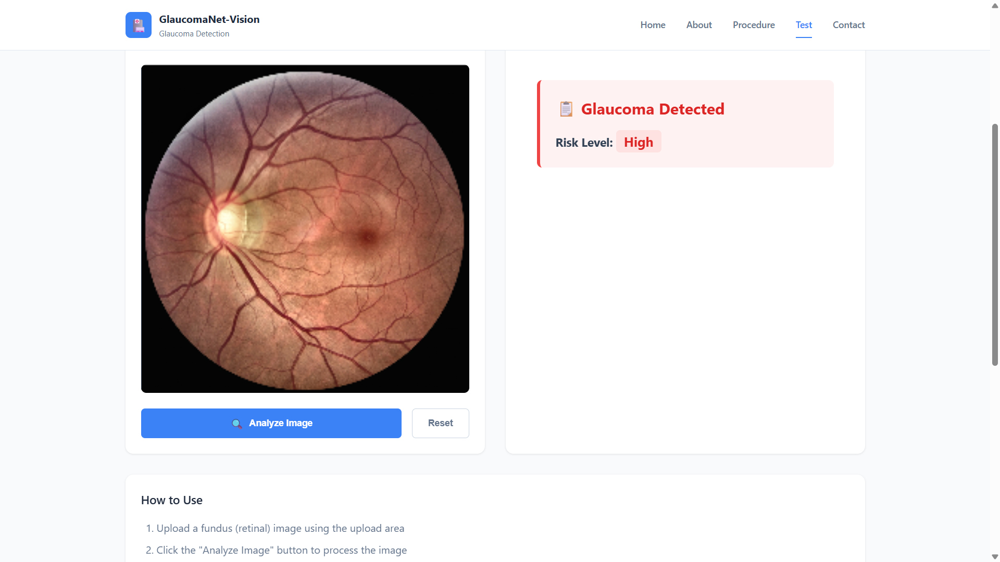 GlaucomaNet-Vision
Glaucoma Detection
Home
About
Procedure
Test
Contact
Glaucoma Detected
Risk Level: High
Analyze Image
Reset
How to Use
1. Upload a fundus (retinal) image using the upload area
2. Click the "Analyze Image" button to process the image